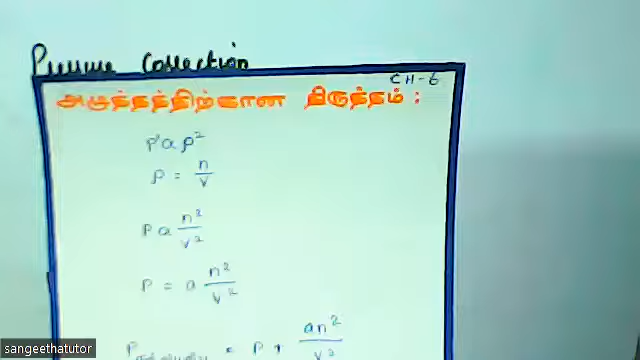 Pressure Correction
CH-6
அழுத்தத்திற்கான திருத்தம் :
P' α ρ²
ρ = n/V
P α n²/V²
P = a n²/V²
= P + an²/V²
sangeethatutor